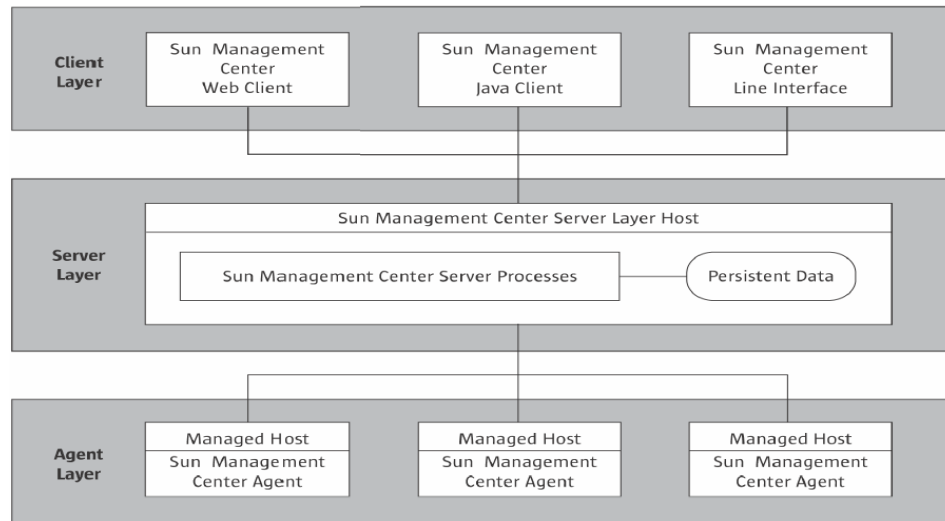 Client
Layer
Sun Management
Center
Web Client
Sun Management
Center
Java Client
Sun Management
Center
Line Interface
Server
Layer
Sun Management Center Server Layer Host
Sun Management Center Server Processes
Persistent Data
Agent
Layer
Managed Host
Sun Management
Center Agent
Managed Host
Sun Management
Center Agent
Managed Host
Sun Management
Center Agent